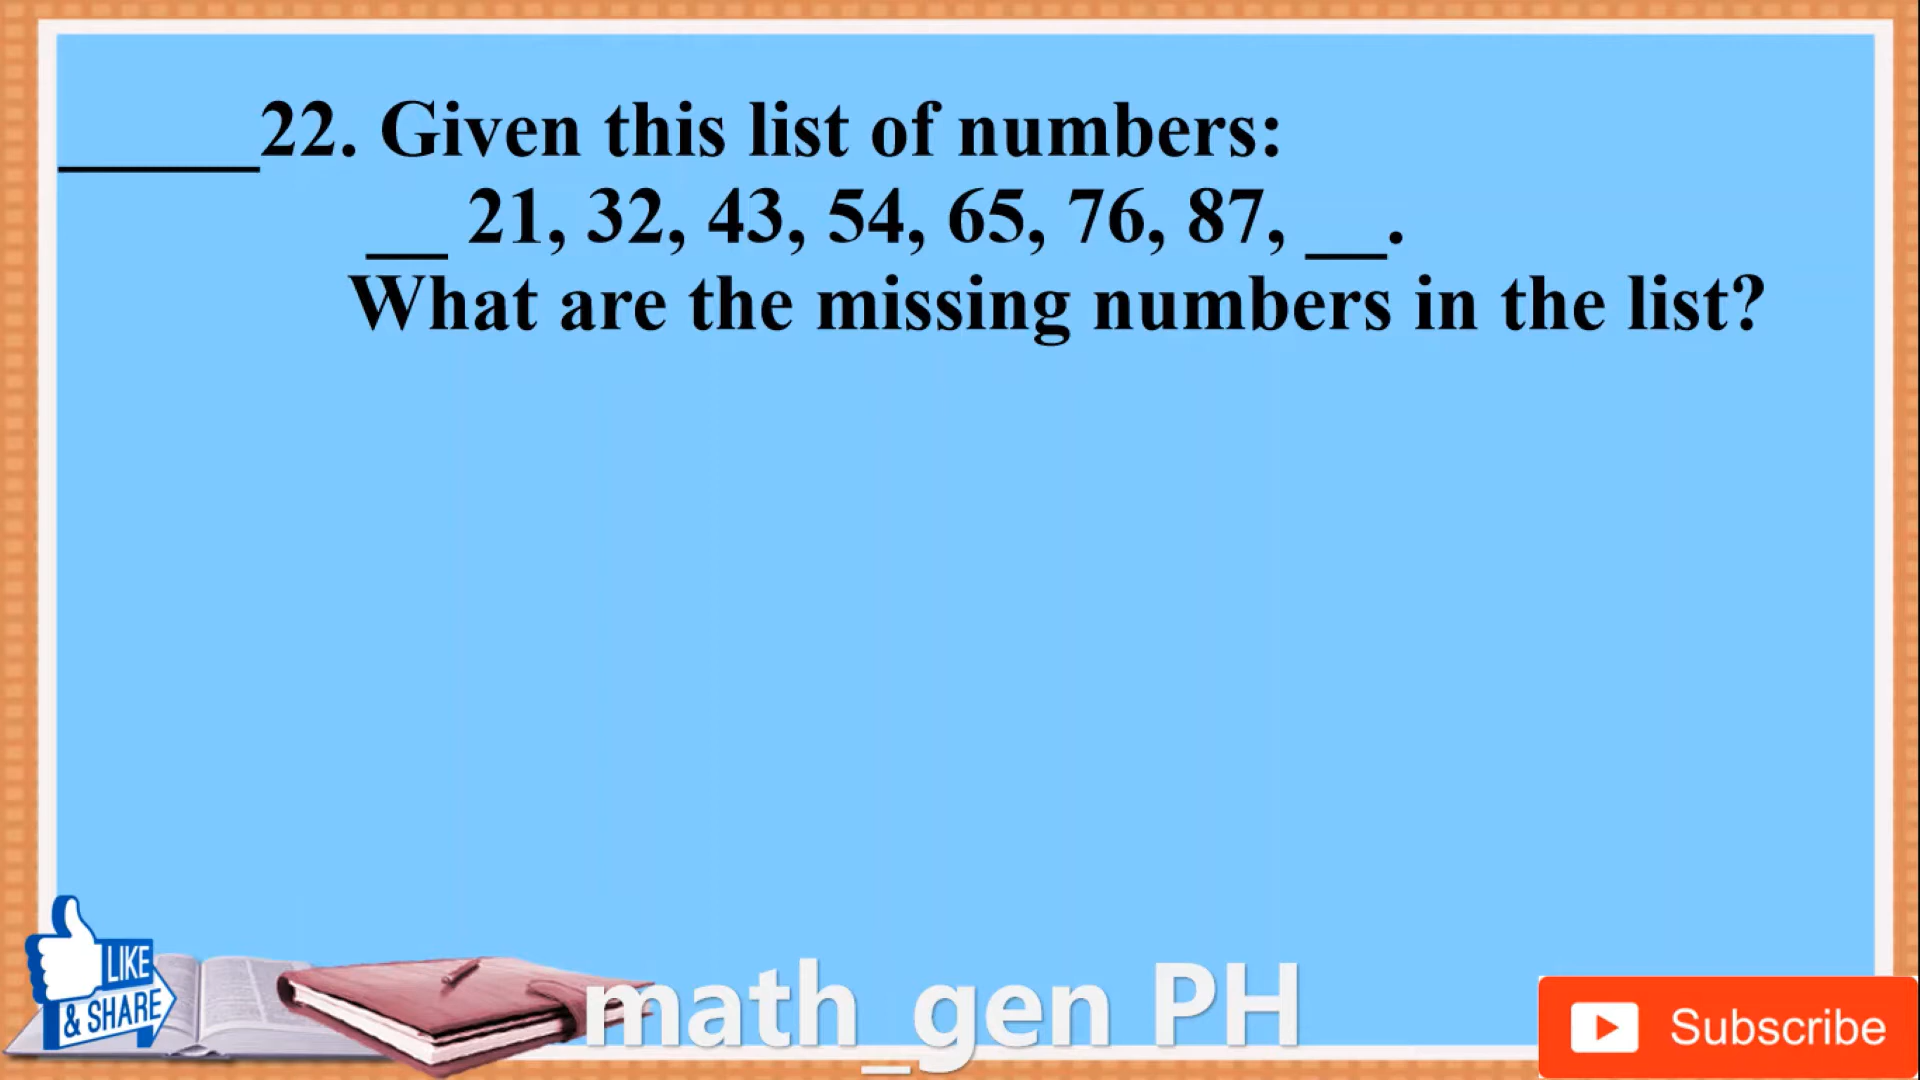 _____22. Given this list of numbers:
__ 21, 32, 43, 54, 65, 76, 87, __.
What are the missing numbers in the list?
LIKE
& SHARE
math_gen PH
Subscribe